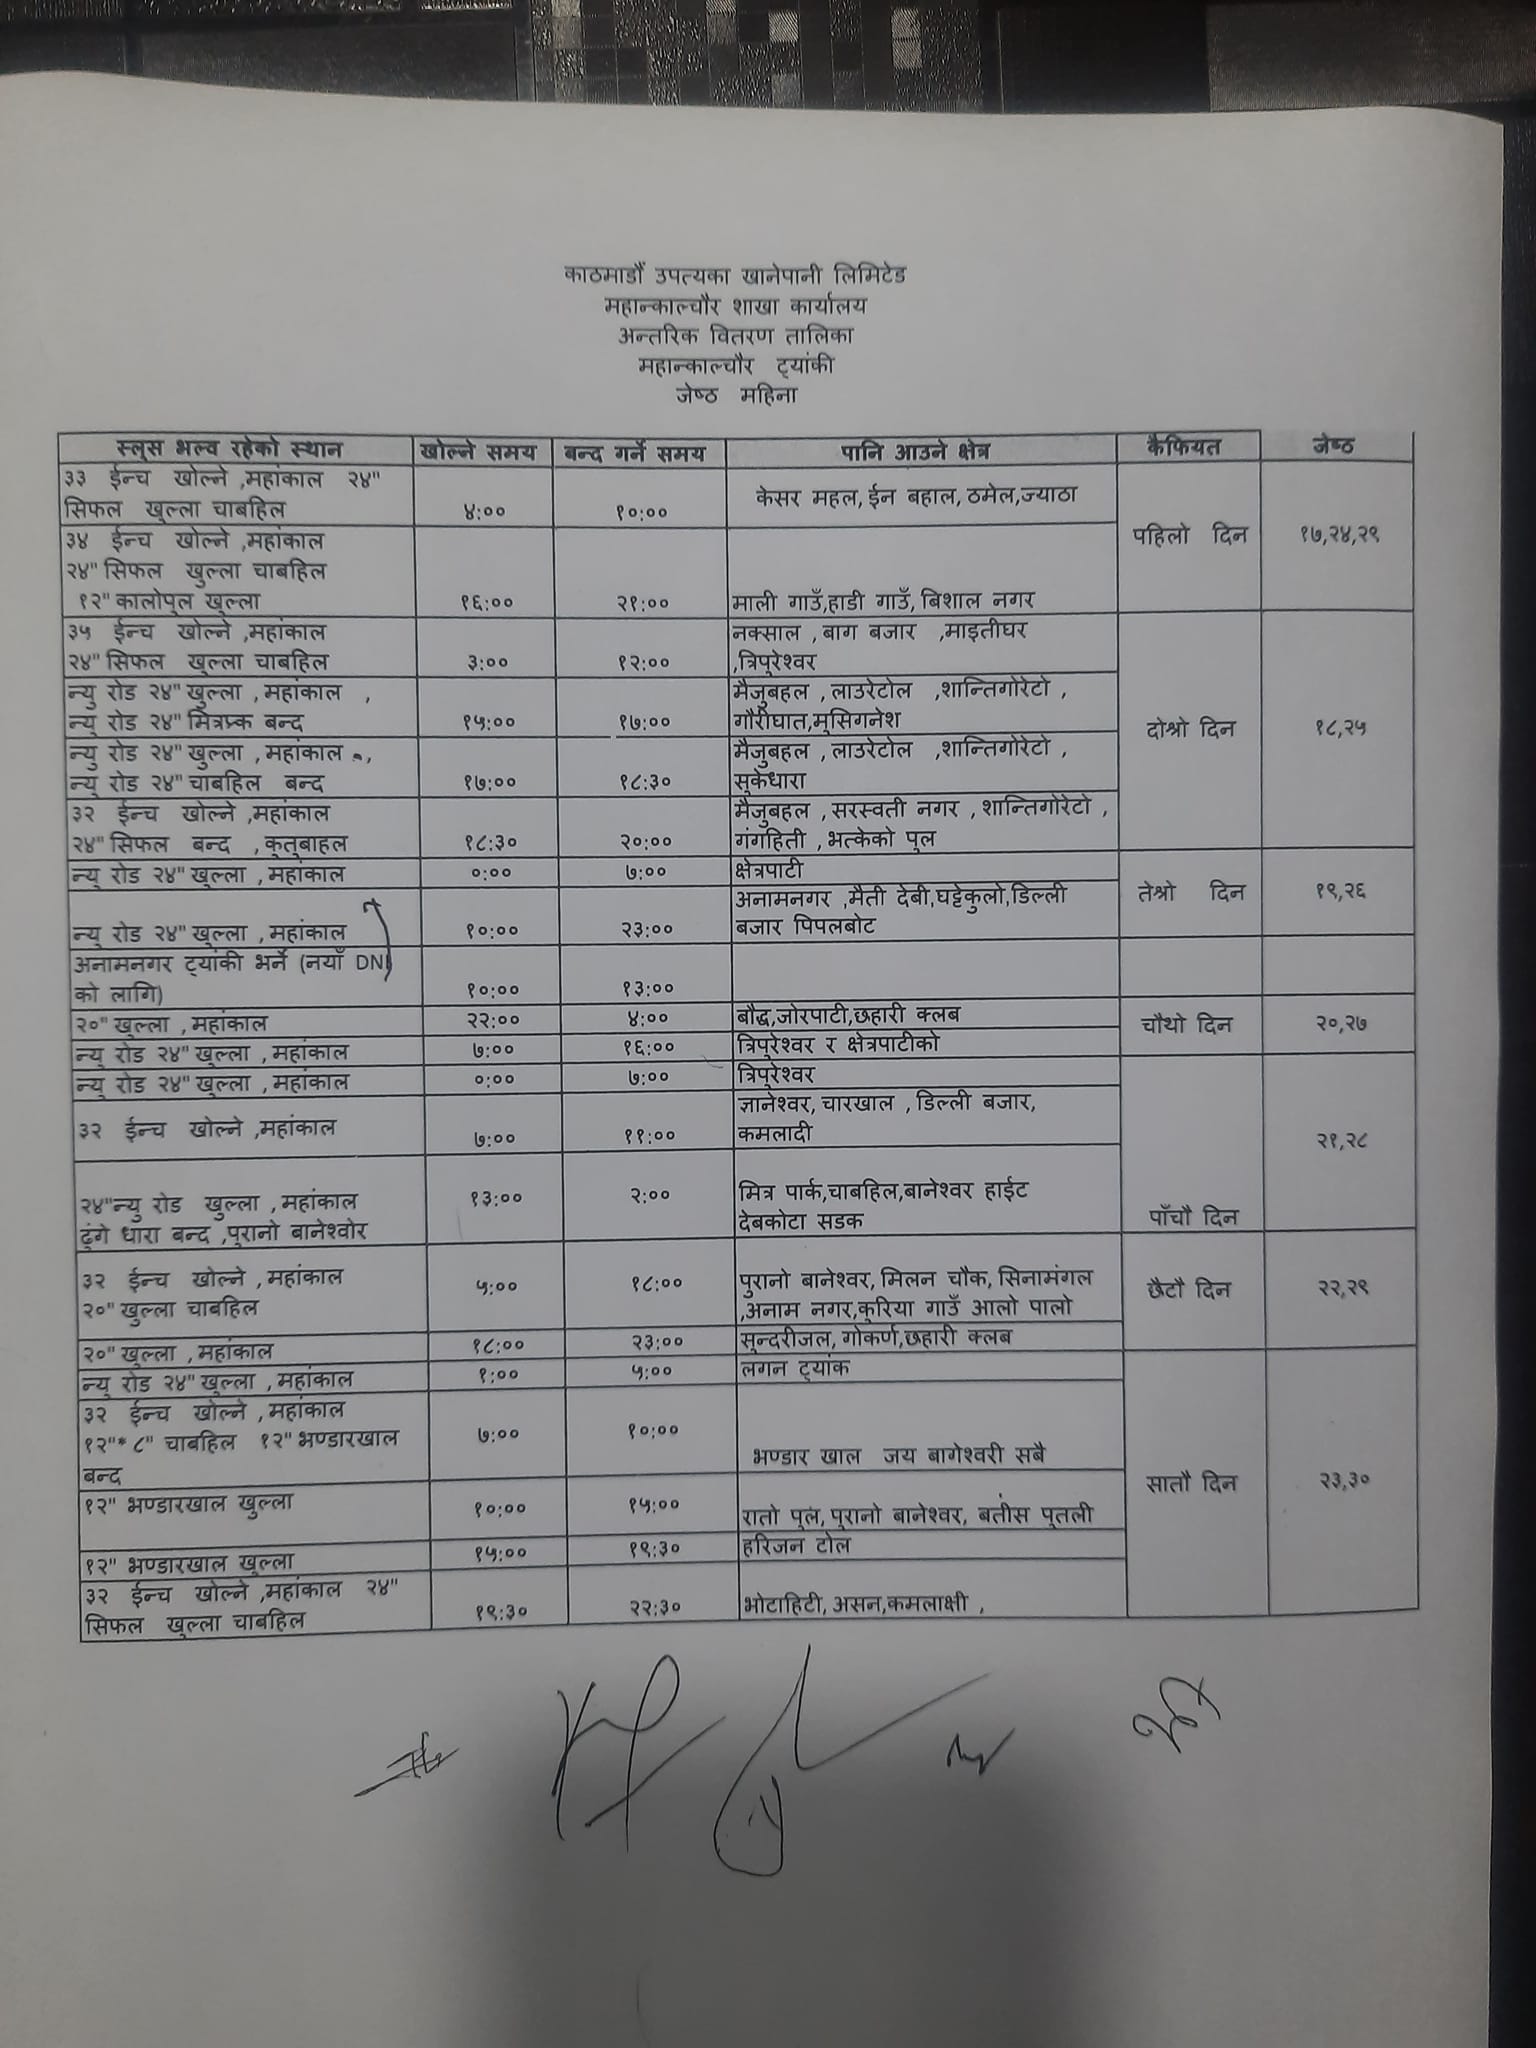 काठमाडौं उपत्यका खानेपानी लिमिटेड
महान्काल्चौर शाखा कार्यालय
अन्तरिक वितरण तालिका
महान्काल्चौर ट्यांकी
जेष्ठ महिना
स्लुस भल्व रहेको स्थान खोल्ने समय बन्द गर्ने समय पानि आउने क्षेत्र कैफियत जेष्ठ
३३ ईन्च खोल्ने ,महांकाल २४"
सिफल खुल्ला चाबहिल ४:०० १०:०० केसर महल, ईन बहाल, ठमेल,ज्याठा
पहिलो दिन १७,२४,२९
३४ ईन्च खोल्ने ,महांकाल
२४" सिफल खुल्ला चाबहिल
१२" कालोपुल खुल्ला १६:०० २१:०० माली गाउँ,हाडी गाउँ, बिशाल नगर
३५ ईन्च खोल्ने ,महांकाल नक्साल , बाग बजार ,माइतीघर
२४" सिफल खुल्ला चाबहिल ३:०० १२:०० ,त्रिपुरेश्वर
दोश्रो दिन १८,२५
न्यु रोड २४" खुल्ला , महांकाल , मैजुबहल , लाउरेटोल ,शान्तिगोरेटो ,
न्यु रोड २४" मित्रप्र्क बन्द १५:०० १७:०० गौरीघात,मुसिगनेश
न्यु रोड २४" खुल्ला , महांकाल , मैजुबहल , लाउरेटोल ,शान्तिगोरेटो ,
न्यु रोड २४" चाबहिल बन्द १७:०० १८:३० सुकेधारा
३२ ईन्च खोल्ने ,महांकाल मैजुबहल , सरस्वती नगर , शान्तिगोरेटो ,
२४" सिफल बन्द , कुतुबाहल १८:३० २०:०० गंगहिती , भत्केको पुल
न्यु रोड २४" खुल्ला , महांकाल ०:०० ७:०० क्षेत्रपाटी
तेश्रो दिन १९,२६
अनामनगर ,मैती देबी,घट्टेकुलो,डिल्ली
न्यु रोड २४" खुल्ला , महांकाल १०:०० २३:०० बजार पिपलबोट
अनामनगर ट्यांकी भर्ने (नयाँ DNI
को लागि) १०:०० १३:००
२०" खुल्ला , महांकाल २२:०० ४:०० बौद्ध,जोरपाटी,छहारी क्लब
चौथो दिन २०,२७
न्यु रोड २४" खुल्ला , महांकाल ७:०० १६:०० त्रिपुरेश्वर र क्षेत्रपाटीको
न्यु रोड २४" खुल्ला , महांकाल ०:०० ७:०० त्रिपुरेश्वर
ज्ञानेश्वर, चारखाल , डिल्ली बजार,
३२ ईन्च खोल्ने ,महांकाल ७:०० ११:०० कमलादी
२१,२८
२४"न्यु रोड खुल्ला , महांकाल १३:०० २:०० मित्र पार्क,चाबहिल,बानेश्वर हाईट
ढुंगे धारा बन्द ,पुरानो बानेश्वोर देबकोटा सडक पाँचौ दिन
३२ ईन्च खोल्ने , महांकाल ५:०० १८:०० पुरानो बानेश्वर, मिलन चौक, सिनामंगल छैटौ दिन २२,२९
२०" खुल्ला चाबहिल ,अनाम नगर,कुरिया गाउँ आलो पालो
२०" खुल्ला , महांकाल १८:०० २३:०० सुन्दरीजल, गोकर्ण,छहारी क्लब
न्यु रोड २४" खुल्ला , महांकाल १:०० ५:०० लगन ट्यांक
३२ ईन्च खोल्ने ,महांकाल
१२"* ८" चाबहिल १२" भण्डारखाल ७:०० १०:००
बन्द भण्डार खाल जय बागेश्वरी सबै
सातौ दिन २३,३०
१२" भण्डारखाल खुल्ला १०:०० १५:०० रातो पुल, पुरानो बानेश्वर, बतीस पुतली
१२" भण्डारखाल खुल्ला १५:०० १९:३० हरिजन टोल
३२ ईन्च खोल्ने ,महांकाल २४"
सिफल खुल्ला चाबहिल १९:३० २२:३० भोटाहिटी, असन,कमलाक्षी ,